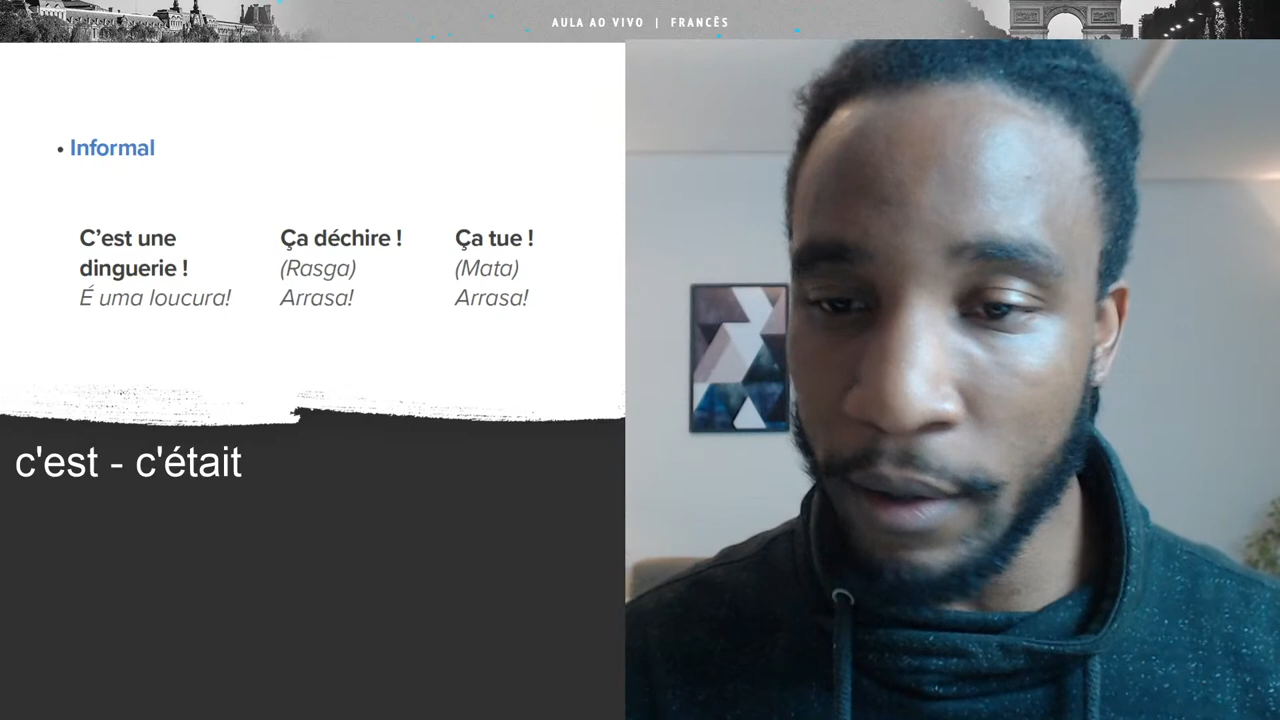 AULA AO VIVO | FRANCÊS
• Informal
C'est une
dinguerie !
É uma loucura!
Ça déchire !
(Rasga)
Arrasa!
Ça tue !
(Mata)
Arrasa!
c'est - c'était